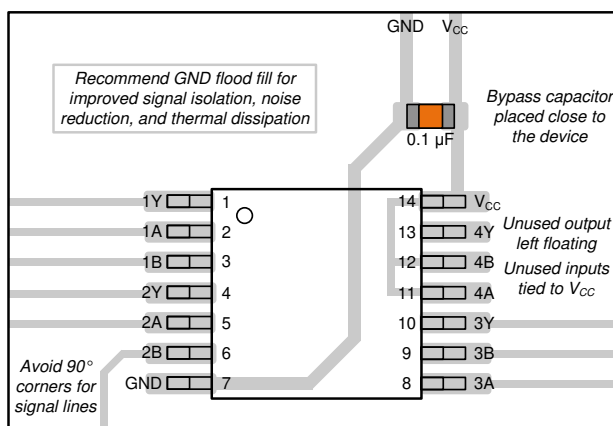 GND VCC
Recommend GND flood fill for
improved signal isolation, noise
reduction, and thermal dissipation
Bypass capacitor
placed close to
the device
0.1 µF
1Y 1 14 VCC
1A 2 13 4Y
1B 3 12 4B
2Y 4 11 4A
2A 5 10 3Y
2B 6 9 3B
GND 7 8 3A
Unused output
left floating
Unused inputs
tied to VCC
Avoid 90°
corners for
signal lines